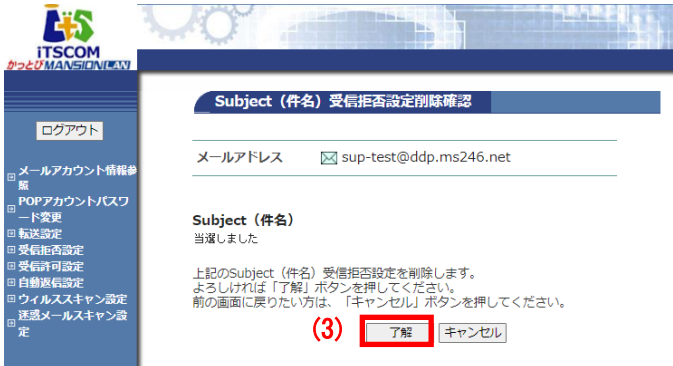 iTSCOM
かっとびMANSION(LAN)
ログアウト
メールアカウント情報参
照
POPアカウントパスワ
ード変更
転送設定
受信拒否設定
受信許可設定
自動返信設定
ウィルススキャン設定
迷惑メールスキャン設
定
Subject（件名）受信拒否設定削除確認
メールアドレス sup-test@ddp.ms246.net
Subject（件名）
当選しました
上記のSubject（件名）受信拒否設定を削除します。
よろしければ「了解」ボタンを押してください。
前の画面に戻りたい方は、「キャンセル」ボタンを押してください。
(3) 了解 キャンセル